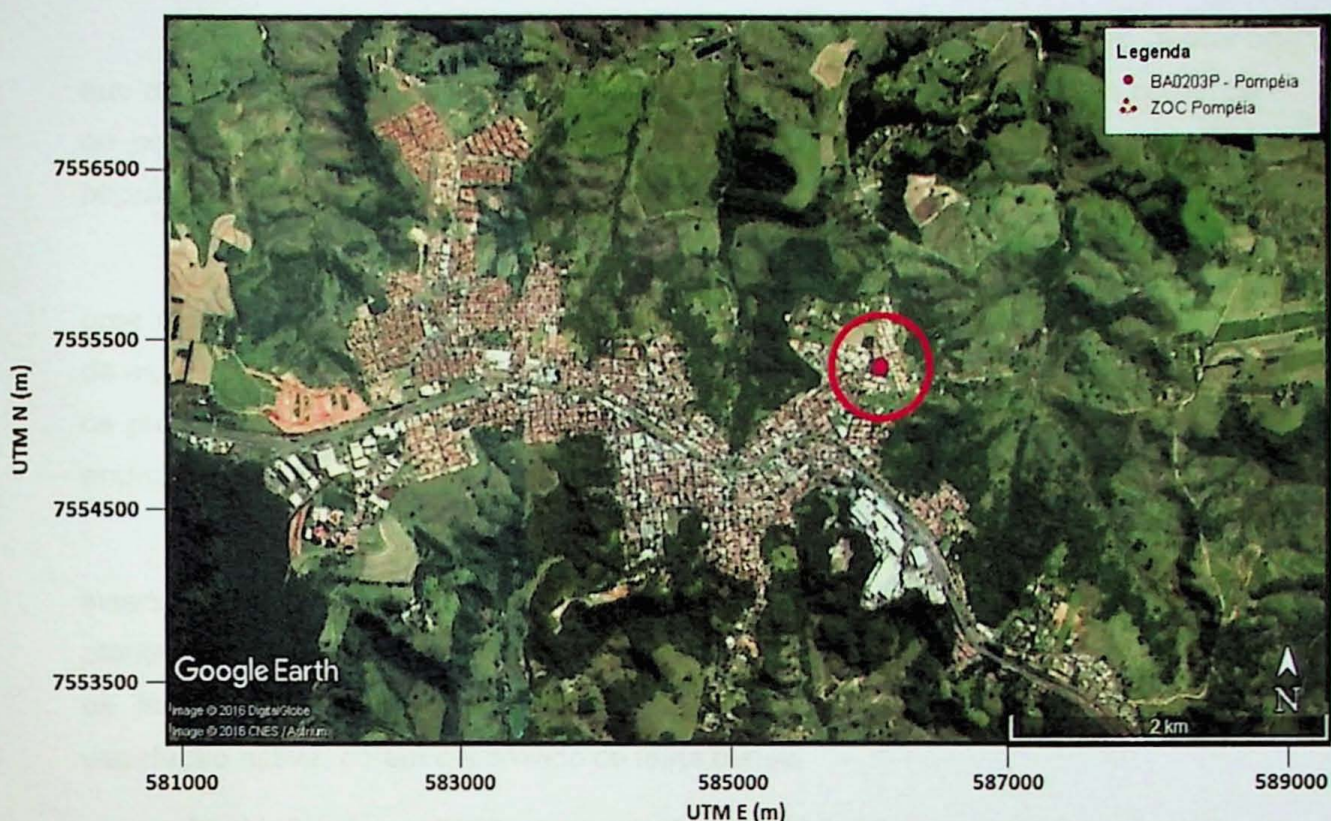 Legenda
BA0203P - Pompéia
ZOC Pompéia
7556500
7555500
7554500
7553500
UTM N (m)
Google Earth
Image © 2016 DigitalGlobe
Image © 2016 CNES / Astrium
N
2 km
581000
583000
585000
587000
589000
UTM E (m)